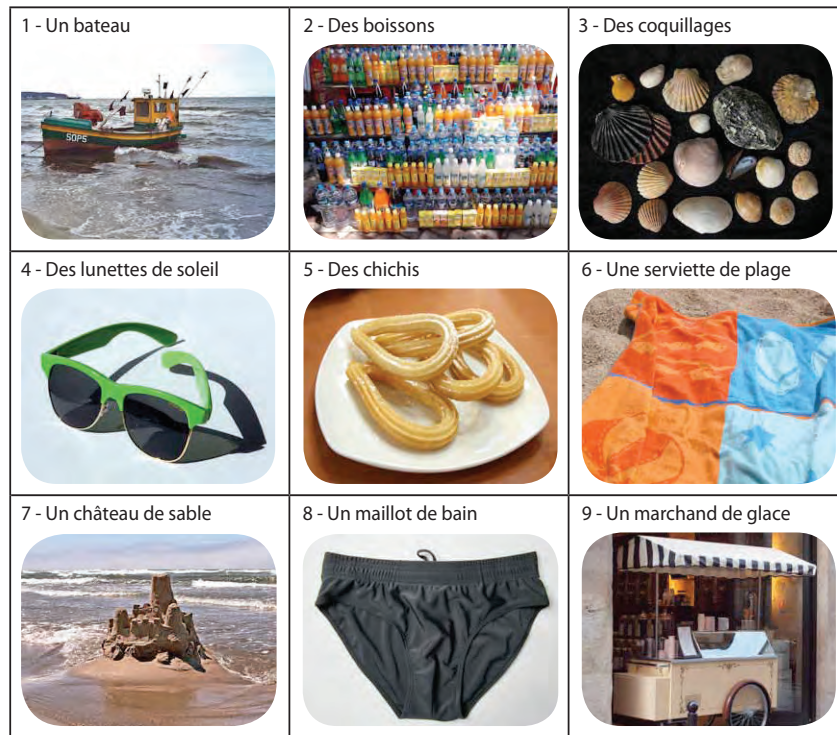 1 - Un bateau
2 - Des boissons
3 - Des coquillages
SOPS
4 - Des lunettes de soleil
5 - Des chichis
6 - Une serviette de plage
7 - Un château de sable
8 - Un maillot de bain
9 - Un marchand de glace